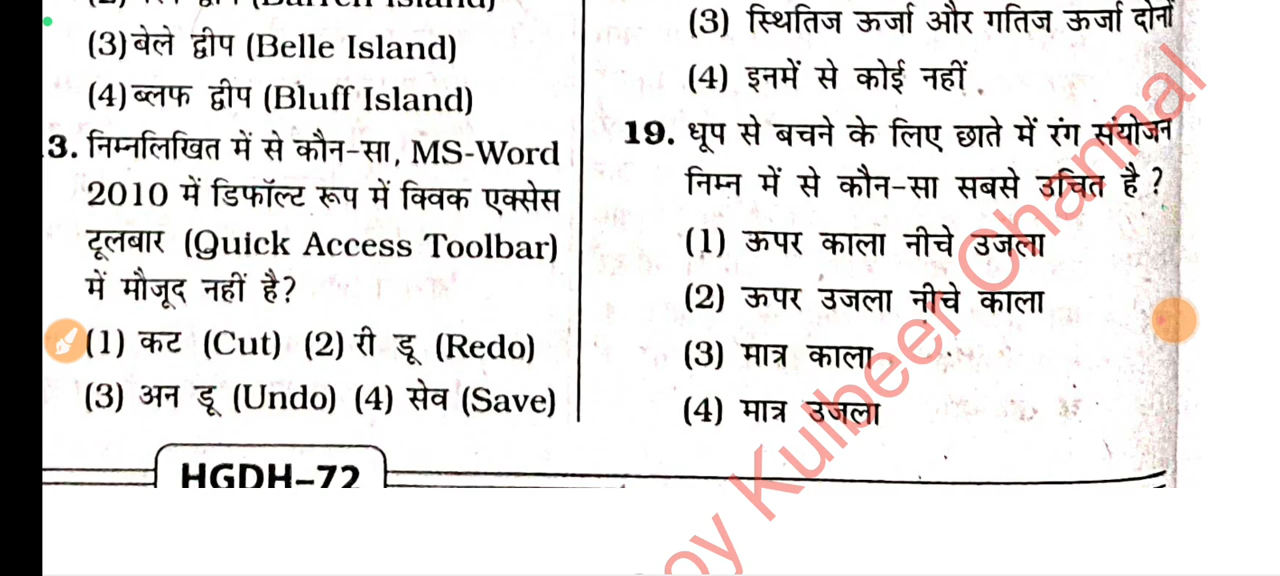 (3) बेले द्वीप (Belle Island)
(4) ब्लफ द्वीप (Bluff Island)
3. निम्नलिखित में से कौन-सा, MS-Word
2010 में डिफॉल्ट रूप में क्विक एक्सेस
टूलबार (Quick Access Toolbar)
में मौजूद नहीं है?
(1) कट (Cut) (2) री डू (Redo)
(3) अन डू (Undo) (4) सेव (Save)
HGDH–72
(3) स्थितिज ऊर्जा और गतिज ऊर्जा दोनों
(4) इनमें से कोई नहीं
19. धूप से बचने के लिए छाते में रंग संयोजन
निम्न में से कौन-सा सबसे उचित है ?
(1) ऊपर काला नीचे उजला
(2) ऊपर उजला नीचे काला
(3) मात्र काला
(4) मात्र उजला
by Kulbeer Channal